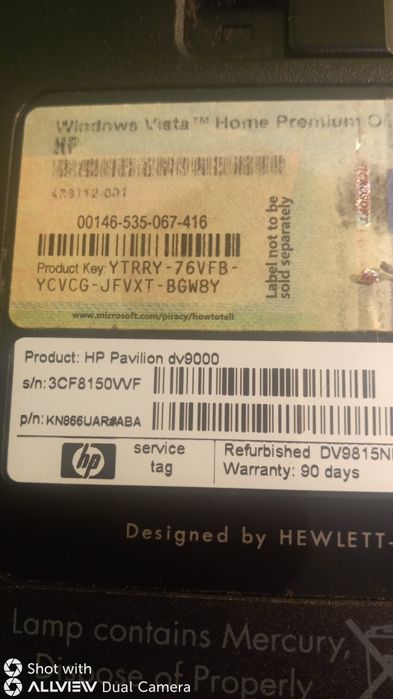 Windows Vista™ Home Premium O
HP
00146-535-067-416
Product Key: YTRRY-76VFB-
YCVCG-JFVXT-BGW8Y
Label not to be
sold separately
www.microsoft.com/piracy/howtotell
Product: HP Pavilion dv9000
s/n: 3CF8150VVF
p/n: KN866UAR#ABA
hp
service
tag
Refurbished DV9815N
Warranty: 90 days
Designed by HEWLETT-
Lamp contains Mercury,
Dispose of Properly
Shot with
ALLVIEW Dual Camera